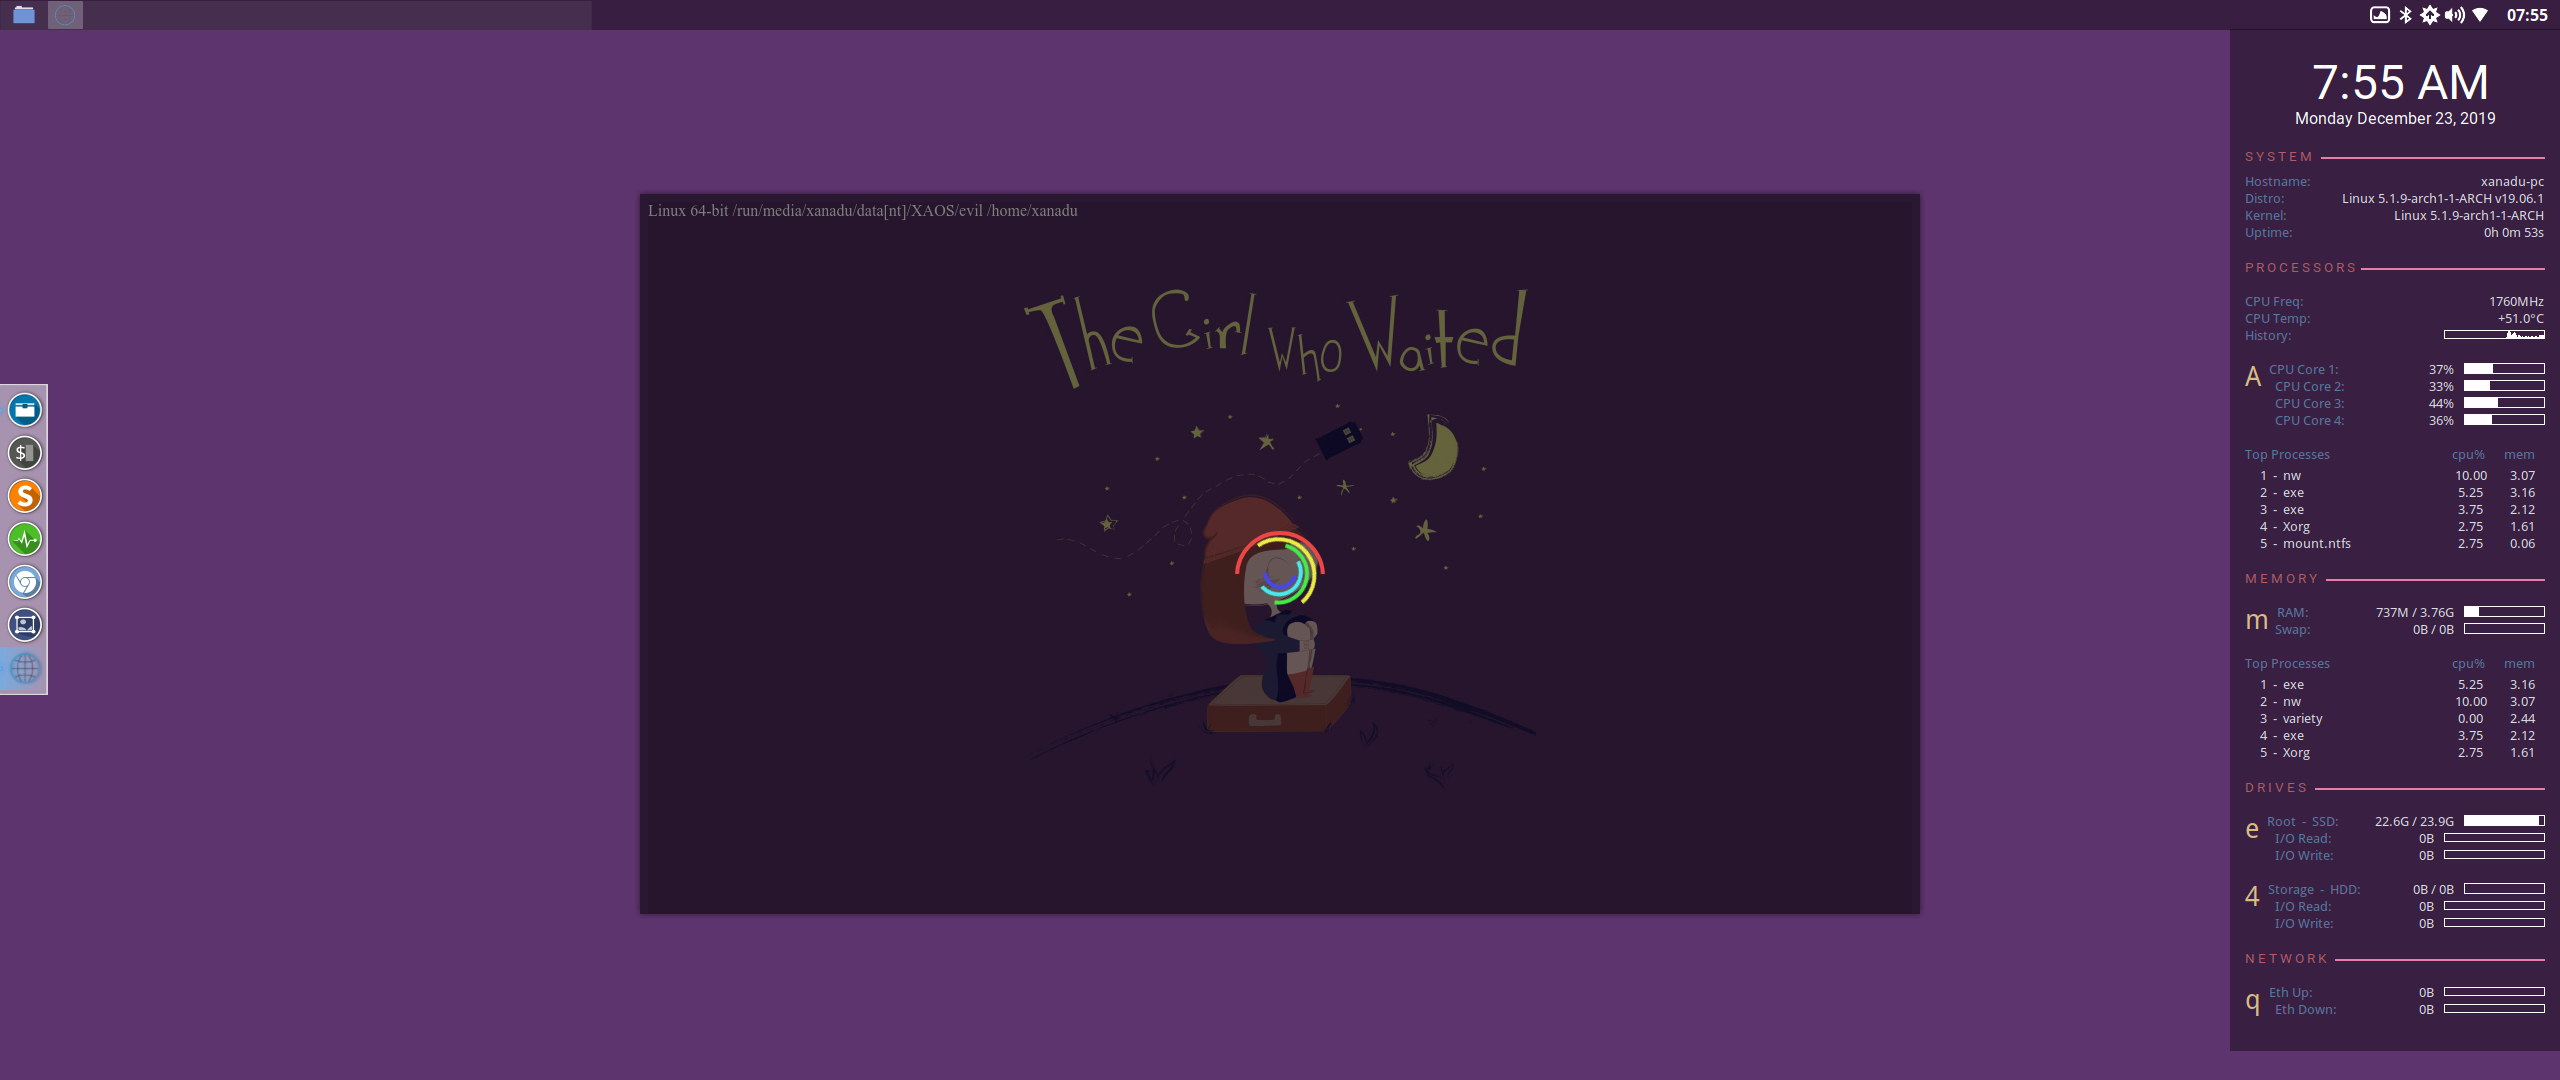 07:55
7:55 AM
Monday December 23, 2019
SYSTEM
Hostname: xanadu-pc
Distro: Linux 5.1.9-arch1-1-ARCH v19.06.1
Kernel: Linux 5.1.9-arch1-1-ARCH
Uptime: 0h 0m 53s
PROCESSORS
CPU Freq: 1760MHz
CPU Temp: +51.0°C
History:
A CPU Core 1: 37%
CPU Core 2: 33%
CPU Core 3: 44%
CPU Core 4: 36%
Top Processes cpu% mem
1 - nw 10.00 3.07
2 - exe 5.25 3.16
3 - exe 3.75 2.12
4 - Xorg 2.75 1.61
5 - mount.ntfs 2.75 0.06
MEMORY
m RAM: 737M / 3.76G
Swap: 0B / 0B
Top Processes cpu% mem
1 - exe 5.25 3.16
2 - nw 10.00 3.07
3 - variety 0.00 2.44
4 - exe 3.75 2.12
5 - Xorg 2.75 1.61
DRIVES
e Root - SSD: 22.6G / 23.9G
I/O Read: 0B
I/O Write: 0B
4 Storage - HDD: 0B / 0B
I/O Read: 0B
I/O Write: 0B
NETWORK
q Eth Up: 0B
Eth Down: 0B
Linux 64-bit /run/media/xanadu/data[nt]/XAOS/evil /home/xanadu
The Girl Who Waited
$
S